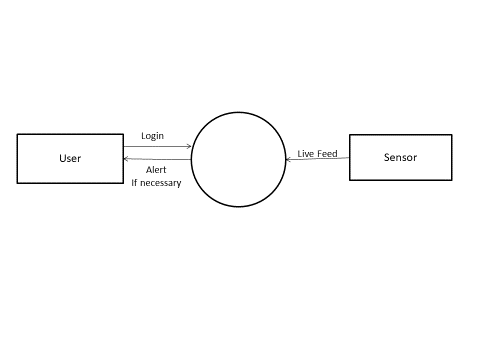 Login
User
Alert
If necessary
Live Feed
Sensor